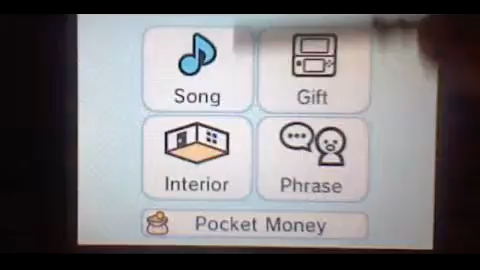 Song
Gift
Interior
Phrase
Pocket Money